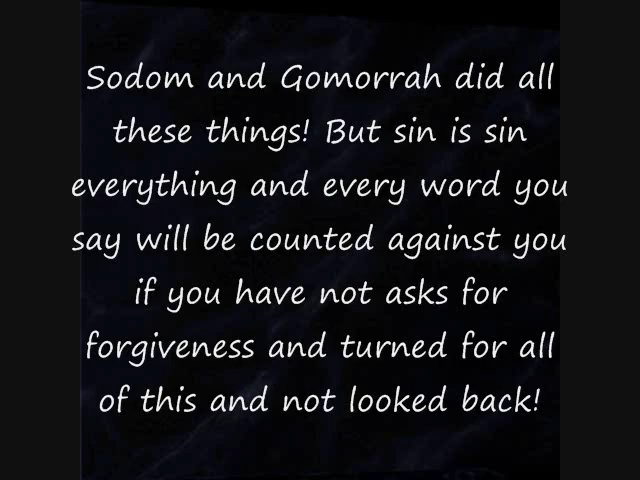 Sodom and Gomorrah did all
these things! But sin is sin
everything and every word you
say will be counted against you
if you have not asks for
forgiveness and turned for all
of this and not looked back!